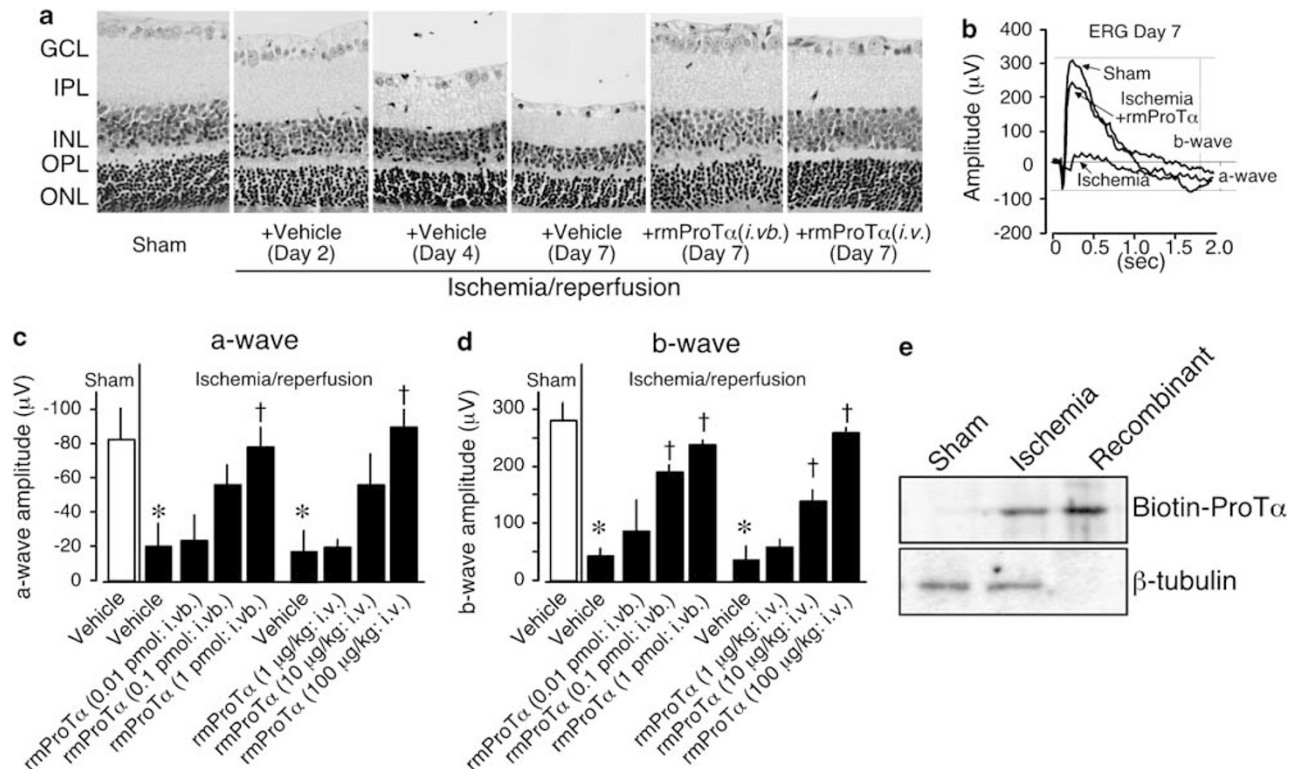 a
GCL
IPL
INL
OPL
ONL
Sham
+Vehicle
(Day 2)
+Vehicle
(Day 4)
+Vehicle
(Day 7)
+rmProTα(i.vb.)
(Day 7)
+rmProTα(i.v.)
(Day 7)
Ischemia/reperfusion
b
ERG Day 7
Amplitude (µV)
400
300
200
100
0
-100
-200
Sham
Ischemia
+rmProTα
b-wave
a-wave
Ischemia
0 0.5 1.0 1.5 2.0
(sec)
c
a-wave
Sham
Ischemia/reperfusion
a-wave amplitude (µV)
-100
-80
-60
-40
-20
0
*
†
*
†
Vehicle
Vehicle
rmProTα (0.01 pmol: i.vb.)
rmProTα (0.1 pmol: i.vb.)
rmProTα (1 pmol: i.vb.)
Vehicle
rmProTα (1 µg/kg: i.v.)
rmProTα (10 µg/kg: i.v.)
rmProTα (100 µg/kg: i.v.)
d
b-wave
Sham
Ischemia/reperfusion
b-wave amplitude (µV)
300
200
100
0
*
†
†
*
†
†
Vehicle
Vehicle
rmProTα (0.01 pmol: i.vb.)
rmProTα (0.1 pmol: i.vb.)
rmProTα (1 pmol: i.vb.)
Vehicle
rmProTα (1 µg/kg: i.v.)
rmProTα (10 µg/kg: i.v.)
rmProTα (100 µg/kg: i.v.)
e
Sham
Ischemia
Recombinant
Biotin-ProTα
β-tubulin